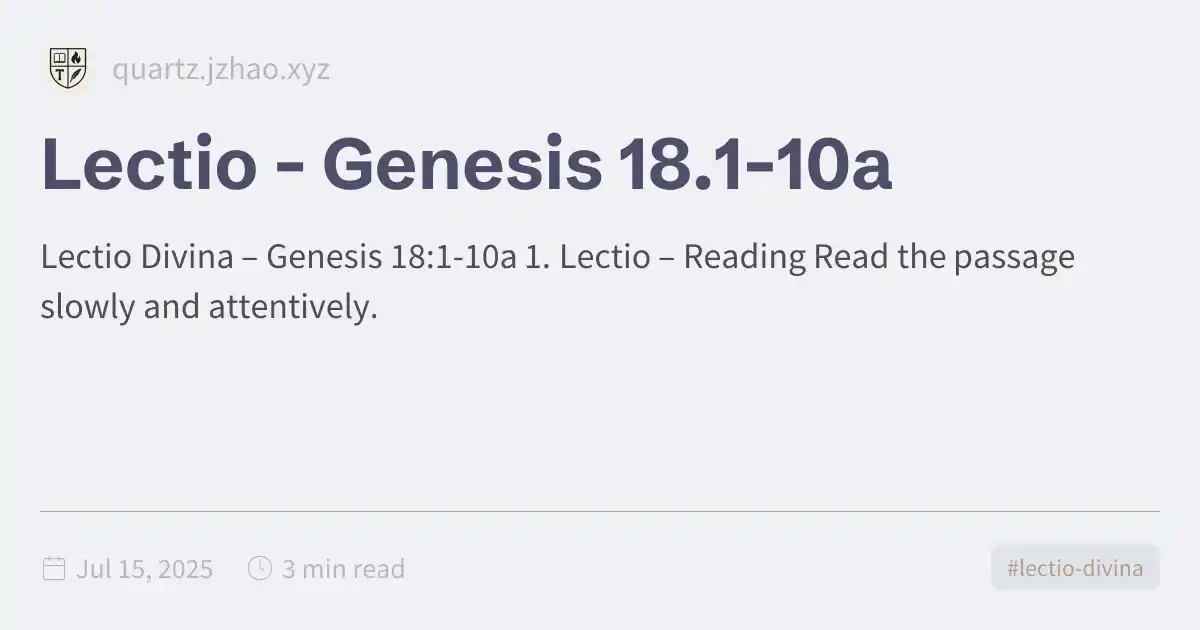 T
quartz.jzhao.xyz
Lectio - Genesis 18.1-10a
Lectio Divina – Genesis 18:1-10a 1. Lectio – Reading Read the passage
slowly and attentively.
Jul 15, 2025
3 min read
#lectio-divina